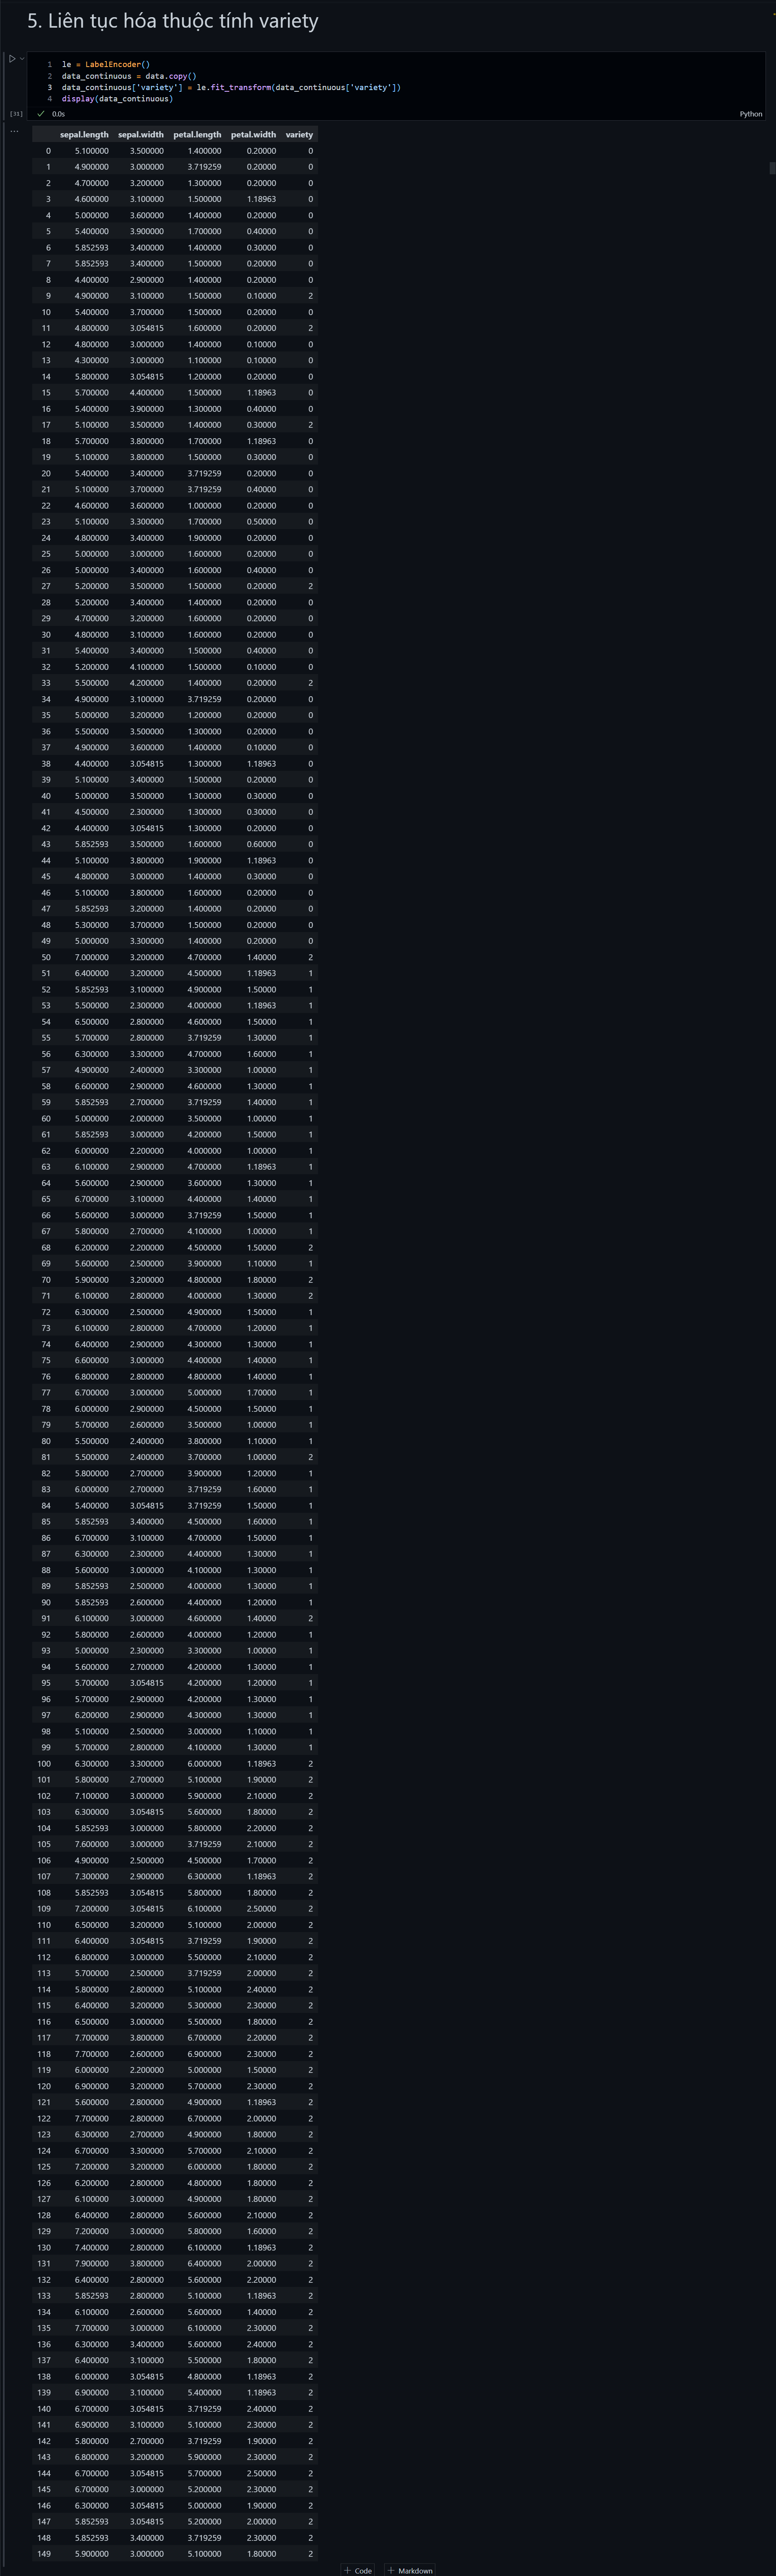 5. Liên tục hóa thuộc tính variety
1 le = LabelEncoder()
2 data_continuous = data.copy()
3 data_continuous['variety'] = le.fit_transform(data_continuous['variety'])
4 display(data_continuous)
[31] 0.0s Python
sepal.length sepal.width petal.length petal.width variety
0 5.100000 3.500000 1.400000 0.20000 0
1 4.900000 3.000000 3.719259 0.20000 0
2 4.700000 3.200000 1.300000 0.20000 0
3 4.600000 3.100000 1.500000 1.18963 0
4 5.000000 3.600000 1.400000 0.20000 0
5 5.400000 3.900000 1.700000 0.40000 0
6 5.852593 3.400000 1.400000 0.30000 0
7 5.852593 3.400000 1.500000 0.20000 0
8 4.400000 2.900000 1.400000 0.20000 0
9 4.900000 3.100000 1.500000 0.10000 2
10 5.400000 3.700000 1.500000 0.20000 0
11 4.800000 3.054815 1.600000 0.20000 2
12 4.800000 3.000000 1.400000 0.10000 0
13 4.300000 3.000000 1.100000 0.10000 0
14 5.800000 3.054815 1.200000 0.20000 0
15 5.700000 4.400000 1.500000 1.18963 0
16 5.400000 3.900000 1.300000 0.40000 0
17 5.100000 3.500000 1.400000 0.30000 2
18 5.700000 3.800000 1.700000 1.18963 0
19 5.100000 3.800000 1.500000 0.30000 0
20 5.400000 3.400000 3.719259 0.20000 0
21 5.100000 3.700000 3.719259 0.40000 0
22 4.600000 3.600000 1.000000 0.20000 0
23 5.100000 3.300000 1.700000 0.50000 0
24 4.800000 3.400000 1.900000 0.20000 0
25 5.000000 3.000000 1.600000 0.20000 0
26 5.000000 3.400000 1.600000 0.40000 0
27 5.200000 3.500000 1.500000 0.20000 2
28 5.200000 3.400000 1.400000 0.20000 0
29 4.700000 3.200000 1.600000 0.20000 0
30 4.800000 3.100000 1.600000 0.20000 0
31 5.400000 3.400000 1.500000 0.40000 0
32 5.200000 4.100000 1.500000 0.10000 0
33 5.500000 4.200000 1.400000 0.20000 2
34 4.900000 3.100000 3.719259 0.20000 0
35 5.000000 3.200000 1.200000 0.20000 0
36 5.500000 3.500000 1.300000 0.20000 0
37 4.900000 3.600000 1.400000 0.10000 0
38 4.400000 3.054815 1.300000 1.18963 0
39 5.100000 3.400000 1.500000 0.20000 0
40 5.000000 3.500000 1.300000 0.30000 0
41 4.500000 2.300000 1.300000 0.30000 0
42 4.400000 3.054815 1.300000 0.20000 0
43 5.852593 3.500000 1.600000 0.60000 0
44 5.100000 3.800000 1.900000 1.18963 0
45 4.800000 3.000000 1.400000 0.30000 0
46 5.100000 3.800000 1.600000 0.20000 0
47 5.852593 3.200000 1.400000 0.20000 0
48 5.300000 3.700000 1.500000 0.20000 0
49 5.000000 3.300000 1.400000 0.20000 0
50 7.000000 3.200000 4.700000 1.40000 2
51 6.400000 3.200000 4.500000 1.18963 1
52 5.852593 3.100000 4.900000 1.50000 1
53 5.500000 2.300000 4.000000 1.18963 1
54 6.500000 2.800000 4.600000 1.50000 1
55 5.700000 2.800000 3.719259 1.30000 1
56 6.300000 3.300000 4.700000 1.60000 1
57 4.900000 2.400000 3.300000 1.00000 1
58 6.600000 2.900000 4.600000 1.30000 1
59 5.852593 2.700000 3.719259 1.40000 1
60 5.000000 2.000000 3.500000 1.00000 1
61 5.852593 3.000000 4.200000 1.50000 1
62 6.000000 2.200000 4.000000 1.00000 1
63 6.100000 2.900000 4.700000 1.18963 1
64 5.600000 2.900000 3.600000 1.30000 1
65 6.700000 3.100000 4.400000 1.40000 1
66 5.600000 3.000000 3.719259 1.50000 1
67 5.800000 2.700000 4.100000 1.00000 1
68 6.200000 2.200000 4.500000 1.50000 2
69 5.600000 2.500000 3.900000 1.10000 1
70 5.900000 3.200000 4.800000 1.80000 2
71 6.100000 2.800000 4.000000 1.30000 2
72 6.300000 2.500000 4.900000 1.50000 1
73 6.100000 2.800000 4.700000 1.20000 1
74 6.400000 2.900000 4.300000 1.30000 1
75 6.600000 3.000000 4.400000 1.40000 1
76 6.800000 2.800000 4.800000 1.40000 1
77 6.700000 3.000000 5.000000 1.70000 1
78 6.000000 2.900000 4.500000 1.50000 1
79 5.700000 2.600000 3.500000 1.00000 1
80 5.500000 2.400000 3.800000 1.10000 1
81 5.500000 2.400000 3.700000 1.00000 2
82 5.800000 2.700000 3.900000 1.20000 1
83 6.000000 2.700000 3.719259 1.60000 1
84 5.400000 3.054815 3.719259 1.50000 1
85 5.852593 3.400000 4.500000 1.60000 1
86 6.700000 3.100000 4.700000 1.50000 1
87 6.300000 2.300000 4.400000 1.30000 1
88 5.600000 3.000000 4.100000 1.30000 1
89 5.852593 2.500000 4.000000 1.30000 1
90 5.852593 2.600000 4.400000 1.20000 1
91 6.100000 3.000000 4.600000 1.40000 2
92 5.800000 2.600000 4.000000 1.20000 1
93 5.000000 2.300000 3.300000 1.00000 1
94 5.600000 2.700000 4.200000 1.30000 1
95 5.700000 3.054815 4.200000 1.20000 1
96 5.700000 2.900000 4.200000 1.30000 1
97 6.200000 2.900000 4.300000 1.30000 1
98 5.100000 2.500000 3.000000 1.10000 1
99 5.700000 2.800000 4.100000 1.30000 1
100 6.300000 3.300000 6.000000 1.18963 2
101 5.800000 2.700000 5.100000 1.90000 2
102 7.100000 3.000000 5.900000 2.10000 2
103 6.300000 3.054815 5.600000 1.80000 2
104 5.852593 3.000000 5.800000 2.20000 2
105 7.600000 3.000000 3.719259 2.10000 2
106 4.900000 2.500000 4.500000 1.70000 2
107 7.300000 2.900000 6.300000 1.18963 2
108 5.852593 3.054815 5.800000 1.80000 2
109 7.200000 3.054815 6.100000 2.50000 2
110 6.500000 3.200000 5.100000 2.00000 2
111 6.400000 3.054815 3.719259 1.90000 2
112 6.800000 3.000000 5.500000 2.10000 2
113 5.700000 2.500000 3.719259 2.00000 2
114 5.800000 2.800000 5.100000 2.40000 2
115 6.400000 3.200000 5.300000 2.30000 2
116 6.500000 3.000000 5.500000 1.80000 2
117 7.700000 3.800000 6.700000 2.20000 2
118 7.700000 2.600000 6.900000 2.30000 2
119 6.000000 2.200000 5.000000 1.50000 2
120 6.900000 3.200000 5.700000 2.30000 2
121 5.600000 2.800000 4.900000 1.18963 2
122 7.700000 2.800000 6.700000 2.00000 2
123 6.300000 2.700000 4.900000 1.80000 2
124 6.700000 3.300000 5.700000 2.10000 2
125 7.200000 3.200000 6.000000 1.80000 2
126 6.200000 2.800000 4.800000 1.80000 2
127 6.100000 3.000000 4.900000 1.80000 2
128 6.400000 2.800000 5.600000 2.10000 2
129 7.200000 3.000000 5.800000 1.60000 2
130 7.400000 2.800000 6.100000 1.18963 2
131 7.900000 3.800000 6.400000 2.00000 2
132 6.400000 2.800000 5.600000 2.20000 2
133 5.852593 2.800000 5.100000 1.18963 2
134 6.100000 2.600000 5.600000 1.40000 2
135 7.700000 3.000000 6.100000 2.30000 2
136 6.300000 3.400000 5.600000 2.40000 2
137 6.400000 3.100000 5.500000 1.80000 2
138 6.000000 3.054815 4.800000 1.18963 2
139 6.900000 3.100000 5.400000 1.18963 2
140 6.700000 3.054815 3.719259 2.40000 2
141 6.900000 3.100000 5.100000 2.30000 2
142 5.800000 2.700000 3.719259 1.90000 2
143 6.800000 3.200000 5.900000 2.30000 2
144 6.700000 3.054815 5.700000 2.50000 2
145 6.700000 3.000000 5.200000 2.30000 2
146 6.300000 3.054815 5.000000 1.90000 2
147 5.852593 3.054815 5.200000 2.00000 2
148 5.852593 3.400000 3.719259 2.30000 2
149 5.900000 3.000000 5.100000 1.80000 2
+ Code + Markdown